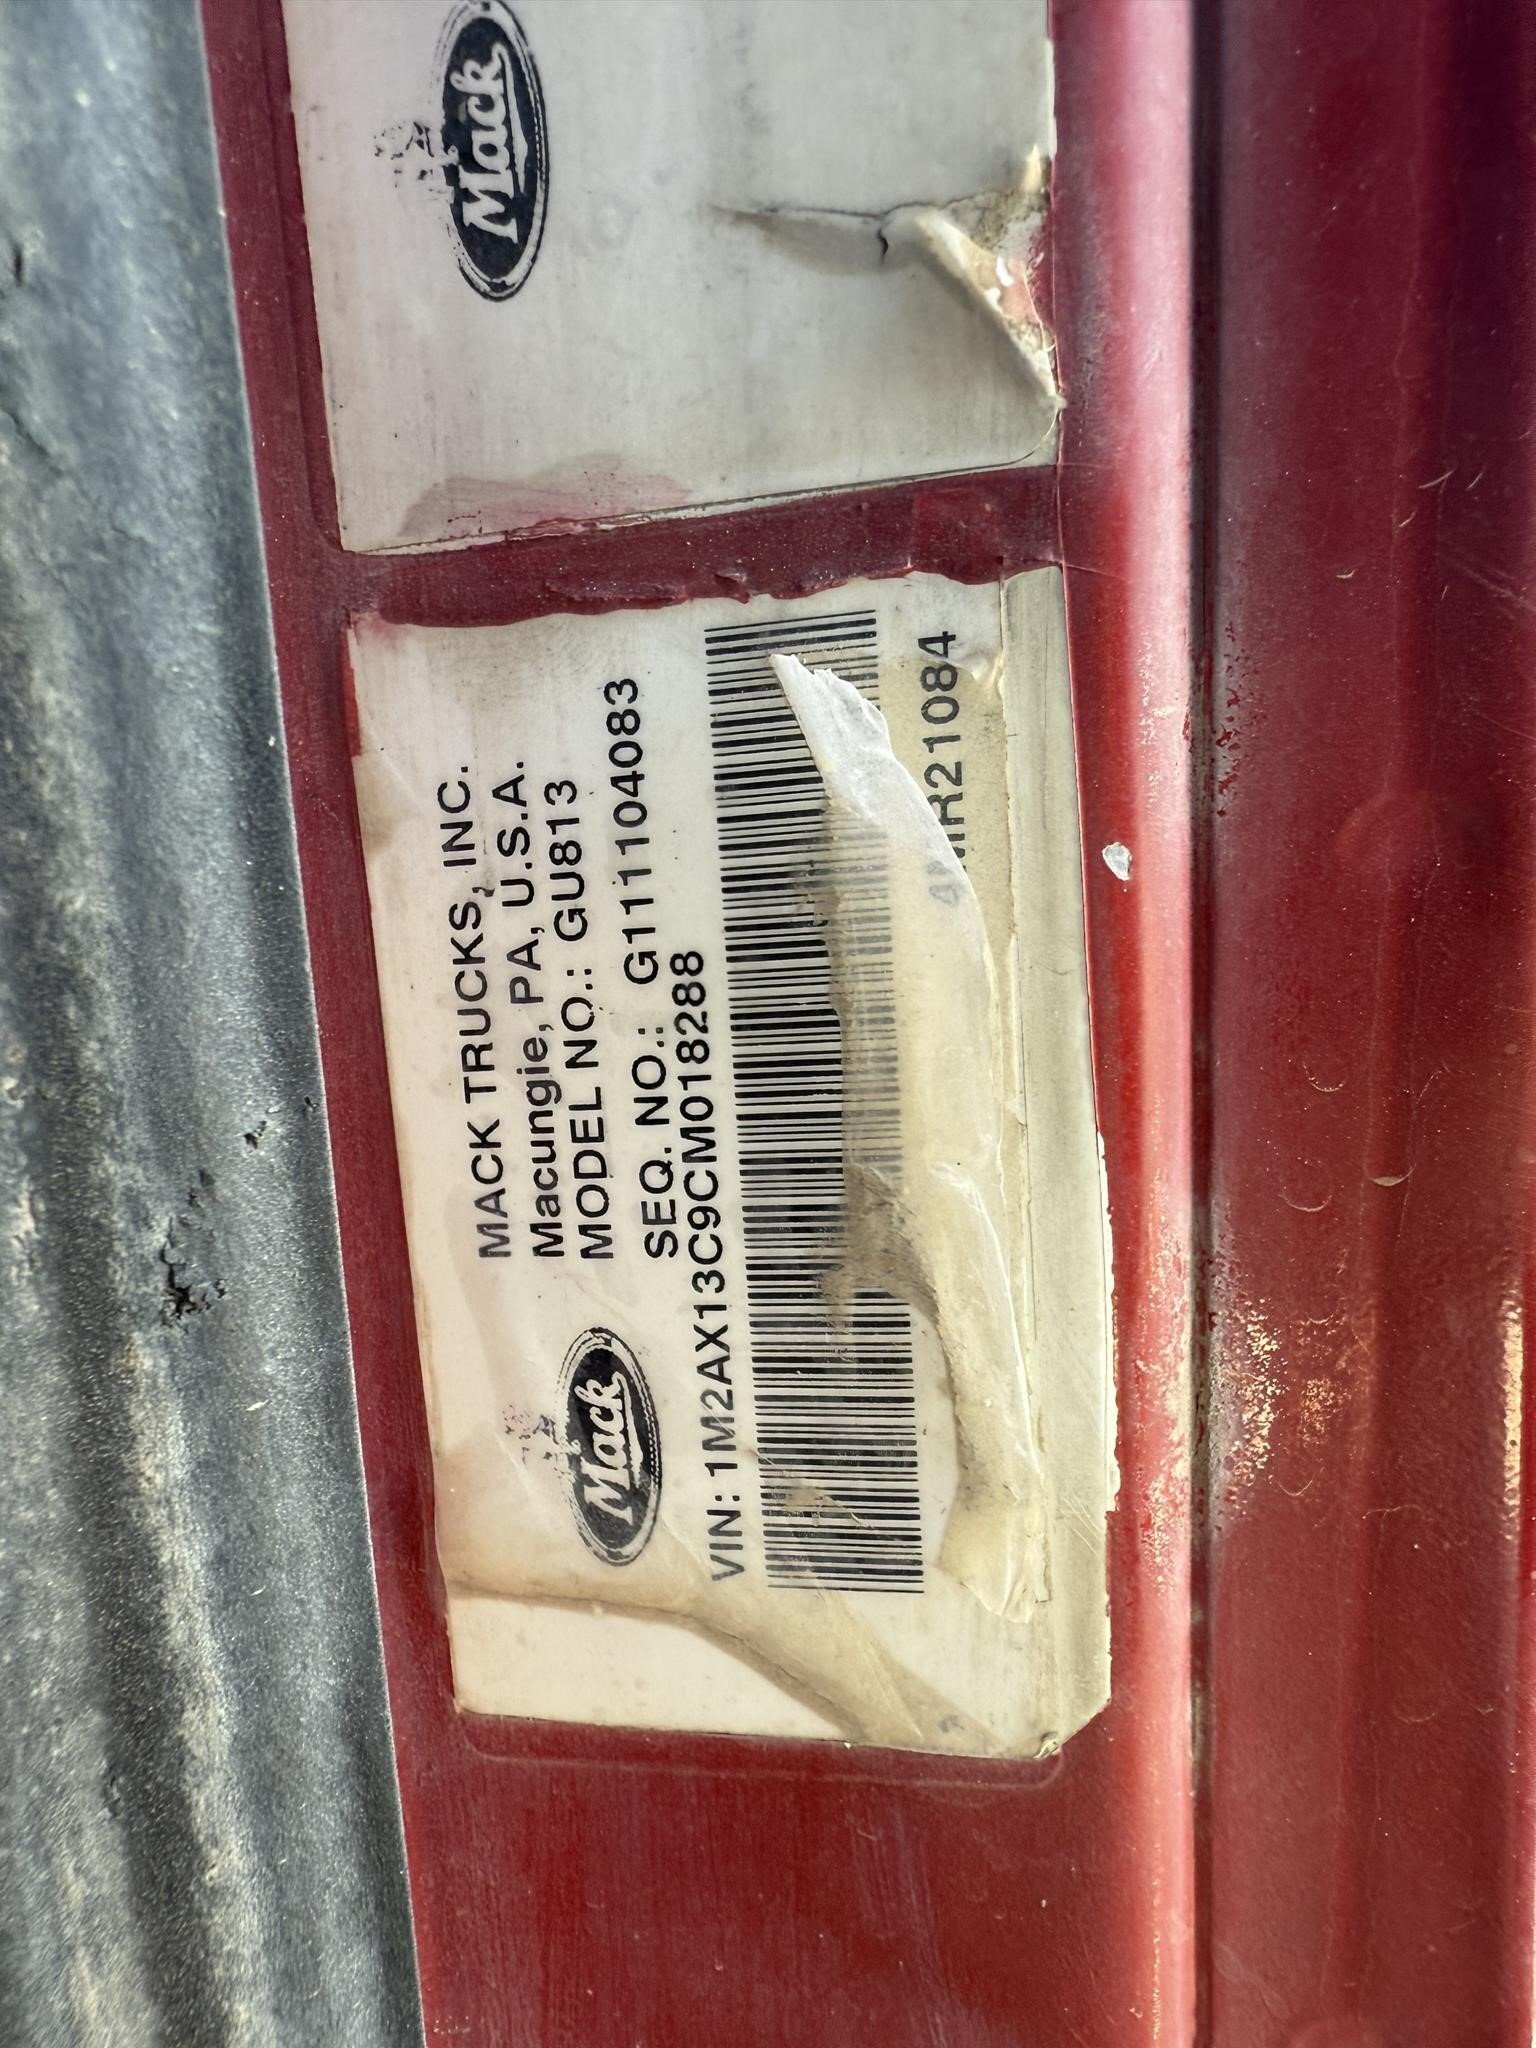 Mack
MACK TRUCKS, INC.
Macungie, PA, U.S.A.
MODEL NO.: GU813
SEQ. NO.: G111104083
Mack
VIN: 1M2AX13C9CM018288